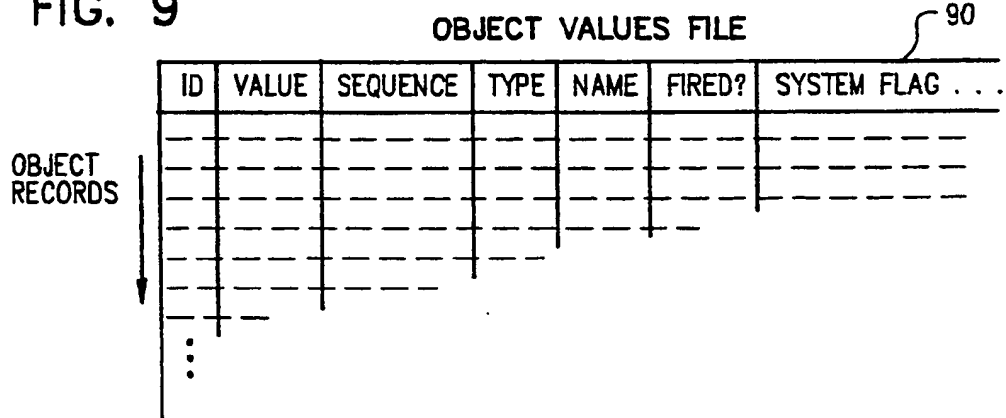 FIG. 9
OBJECT VALUES FILE
90
ID VALUE SEQUENCE TYPE NAME FIRED? SYSTEM FLAG . . .
OBJECT
RECORDS